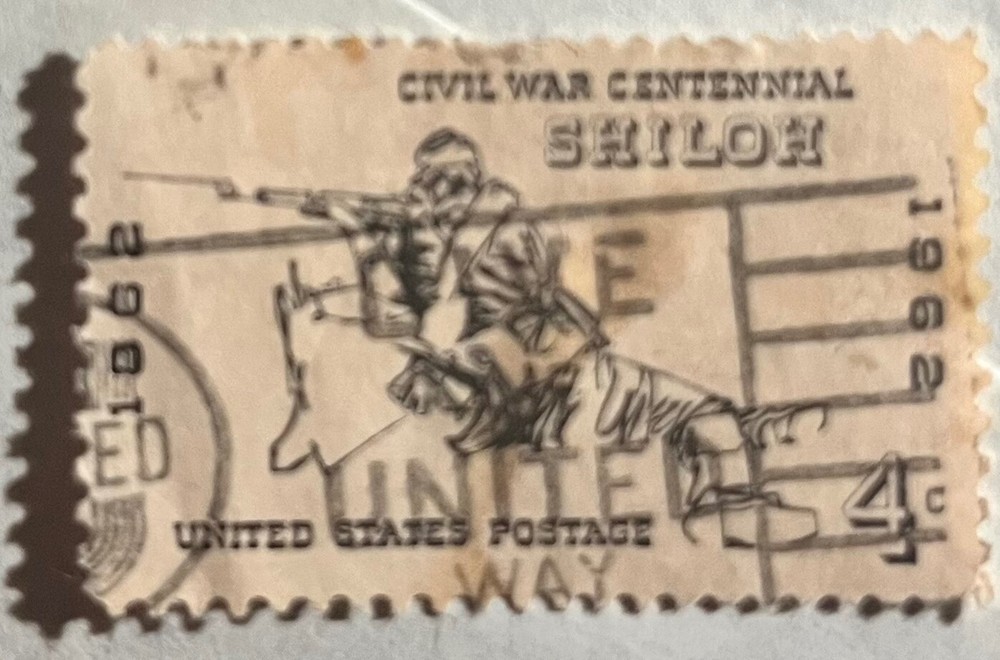 CIVIL WAR CENTENNIAL
SHILOH
1862
1962
E
ED
UNITED
4c
UNITED STATES POSTAGE
WAY